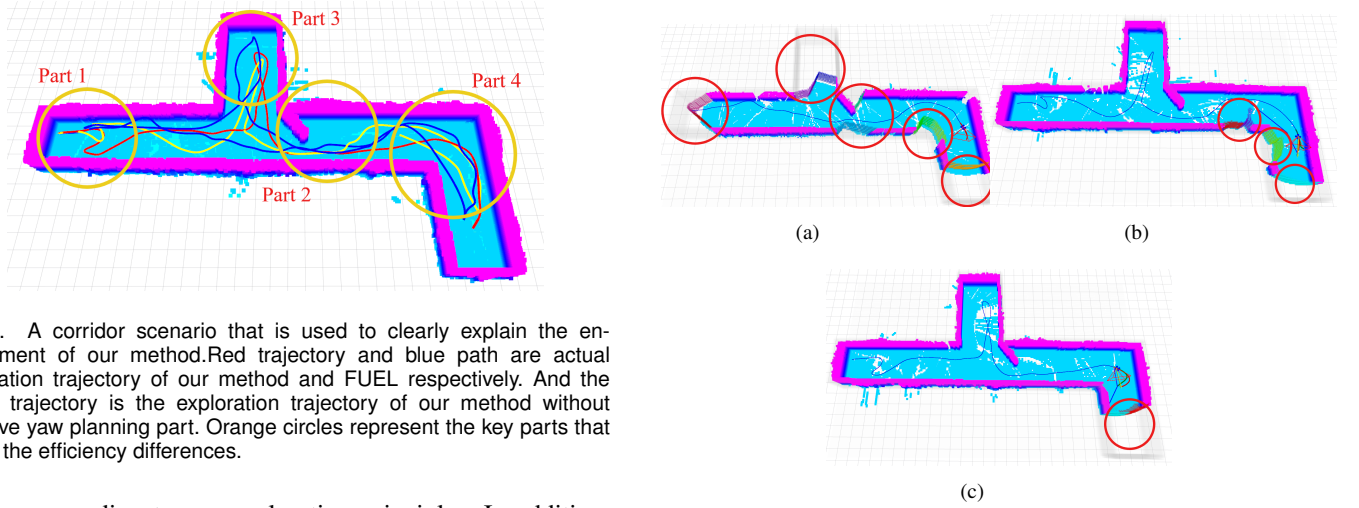 Part 3
Part 1
Part 4
Part 2
. A corridor scenario that is used to clearly explain the en-
ment of our method.Red trajectory and blue path are actual
ation trajectory of our method and FUEL respectively. And the
trajectory is the exploration trajectory of our method without
ve yaw planning part. Orange circles represent the key parts that
the efficiency differences.
(a)
(b)
(c)